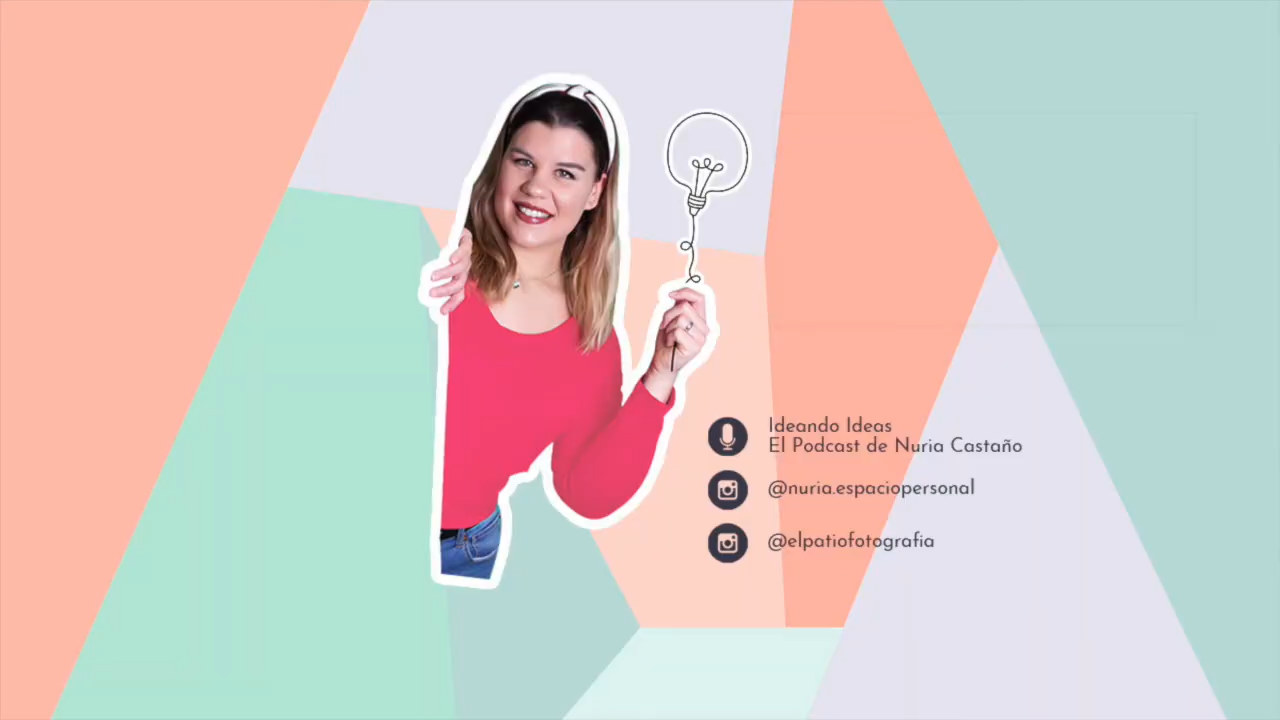 Ideando Ideas
El Podcast de Nuria Castaño
@nuria.espaciopersonal
@elpatiofotografia